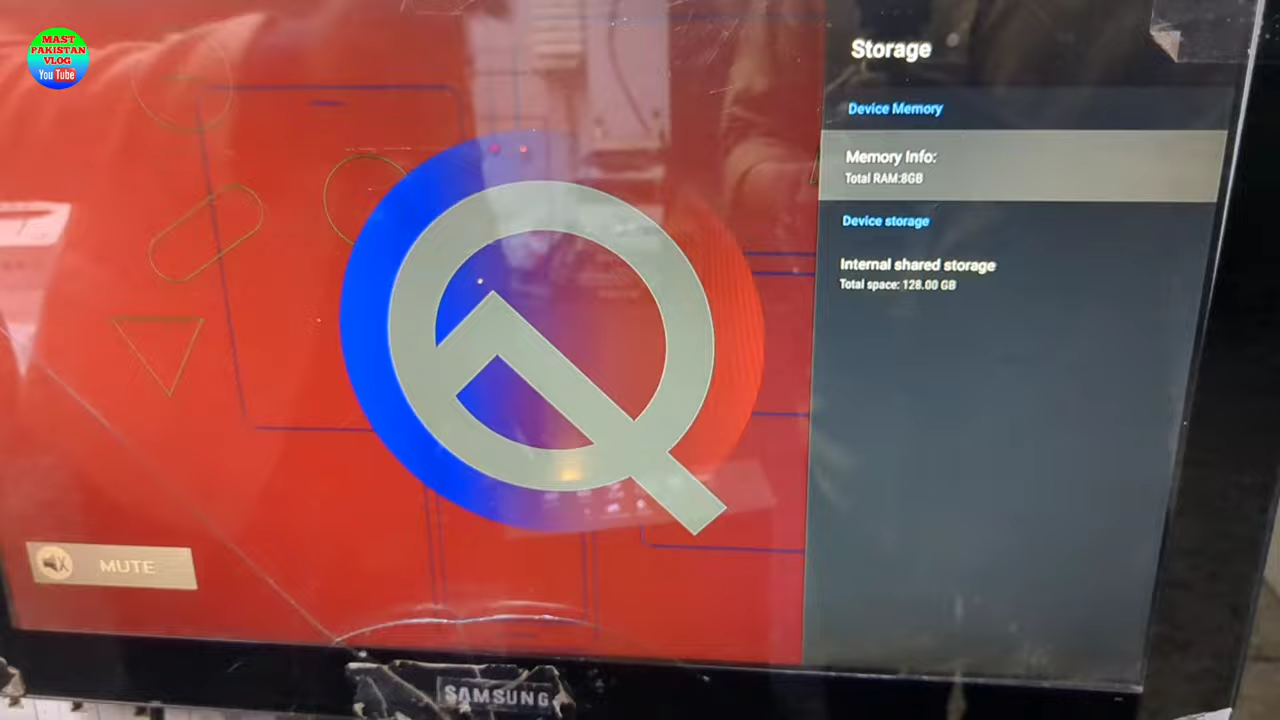 MAST
PAKISTAN
VLOG
You Tube
Storage
Device Memory
Memory Info:
Total RAM:8GB
Device storage
Internal shared storage
Total space: 128.00 GB
MUTE
SAMSUNG